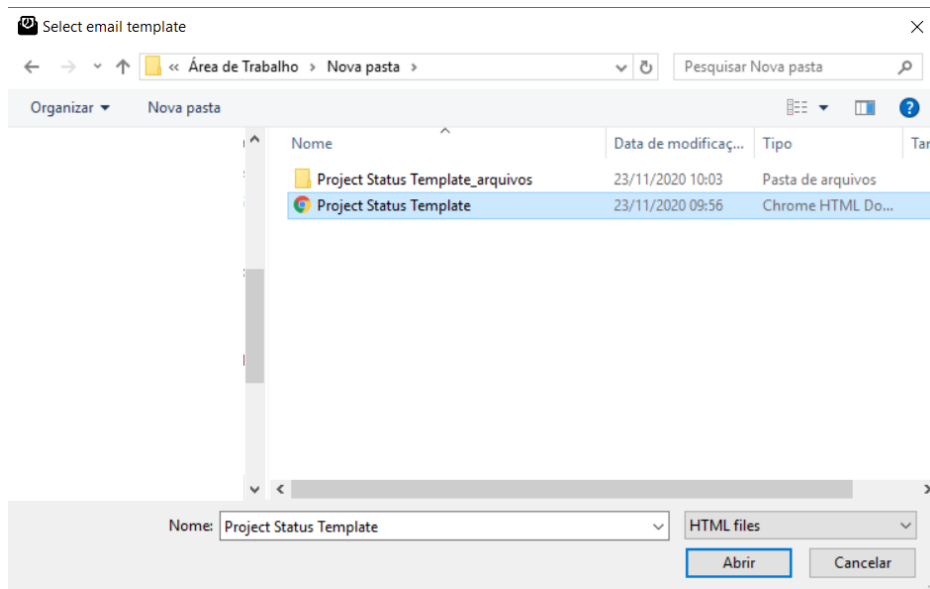 Select email template
« Área de Trabalho > Nova pasta >
Pesquisar Nova pasta
Organizar
Nova pasta
?
Nome
Data de modificaç...
Tipo
Tar
Project Status Template_arquivos
23/11/2020 10:03
Pasta de arquivos
Project Status Template
23/11/2020 09:56
Chrome HTML Do...
Nome:
Project Status Template
HTML files
Abrir
Cancelar